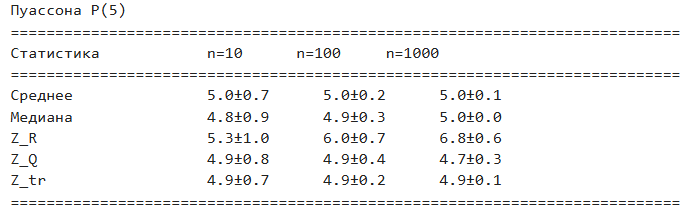 Пуассона P(5)
================================================================================
Статистика n=10 n=100 n=1000
================================================================================
Среднее 5.0±0.7 5.0±0.2 5.0±0.1
Медиана 4.8±0.9 4.9±0.3 5.0±0.0
Z_R 5.3±1.0 6.0±0.7 6.8±0.6
Z_Q 4.9±0.8 4.9±0.4 4.7±0.3
Z_tr 4.9±0.7 4.9±0.2 4.9±0.1
================================================================================